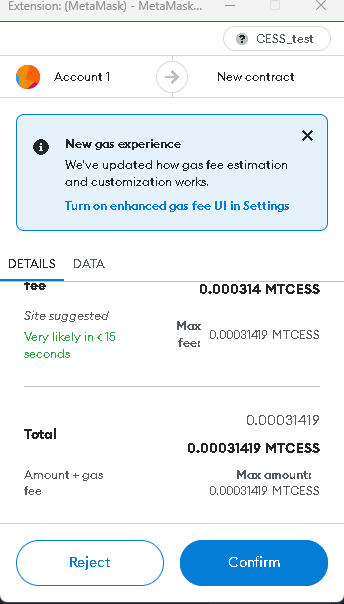 Extension: (MetaMask) - MetaMask...
CESS_test
Account 1
New contract
New gas experience
We've updated how gas fee estimation
and customization works.
Turn on enhanced gas fee UI in Settings
DETAILS
DATA
fee
0.000314 MTCESS
Site suggested
Very likely in < 15
seconds
Max
fee:
0.00031419 MTCESS
0.00031419
Total
0.00031419 MTCESS
Amount + gas
fee
Max amount:
0.00031419 MTCESS
Reject
Confirm